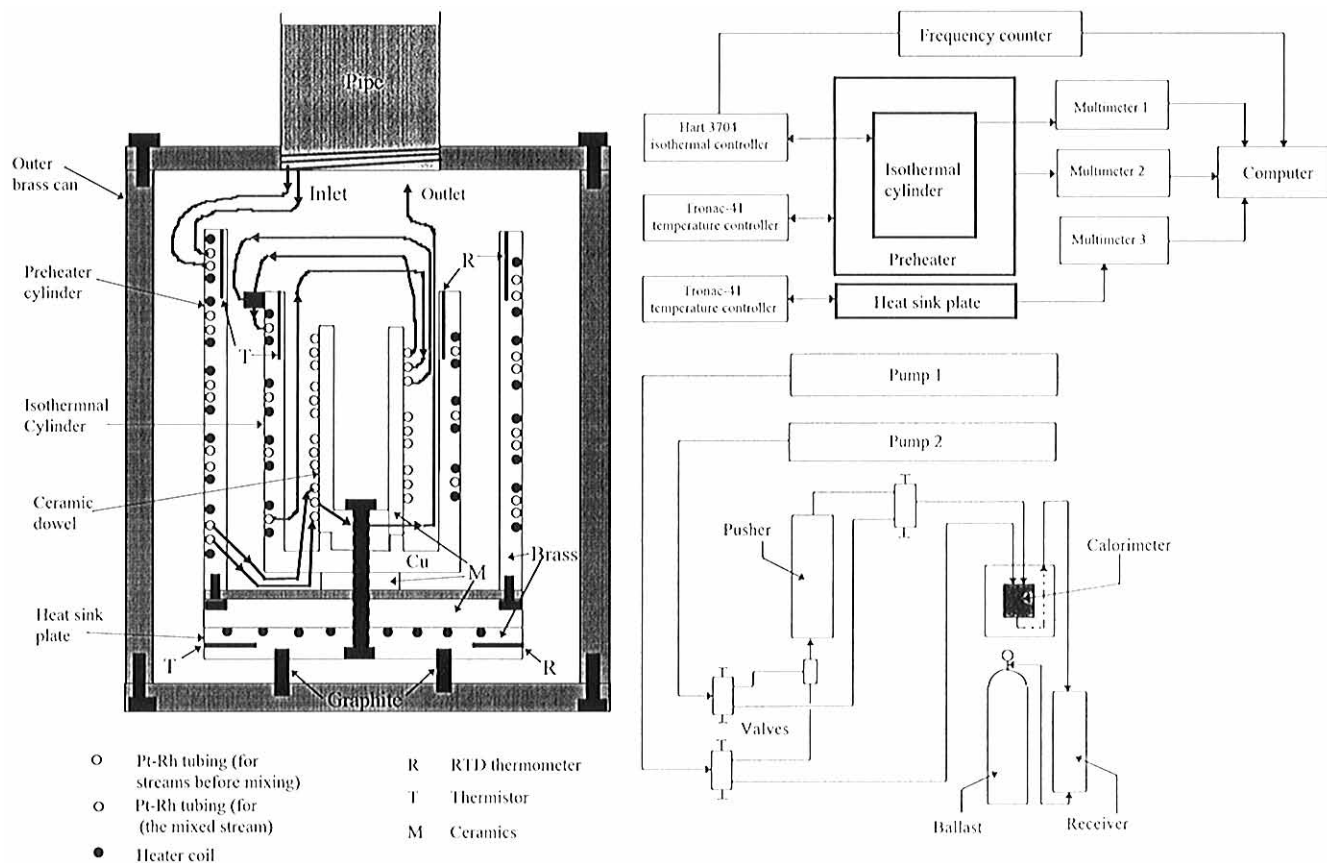 Pipe
Outer
brass can
Inlet
Outlet
Preheater
cylinder
R
T
Isothermnal
Cylinder
Ceramic
dowel
Cu
Brass
M
Heat sink
plate
T
R
Graphite
Pt-Rh tubing (for
streams before mixing)
Pt-Rh tubing (for
(the mixed stream)
Heater coil
R RTD thermometer
T Thermistor
M Ceramics
Frequency counter
Hart 3704
isothermal controller
Isothermal
cylinder
Multimeter 1
Multimeter 2
Computer
Tronac-41
temperature controller
Preheater
Multimeter 3
Tronac-41
temperature controller
Heat sink plate
Pump 1
Pump 2
Pusher
Calorimeter
Valves
Ballast
Receiver